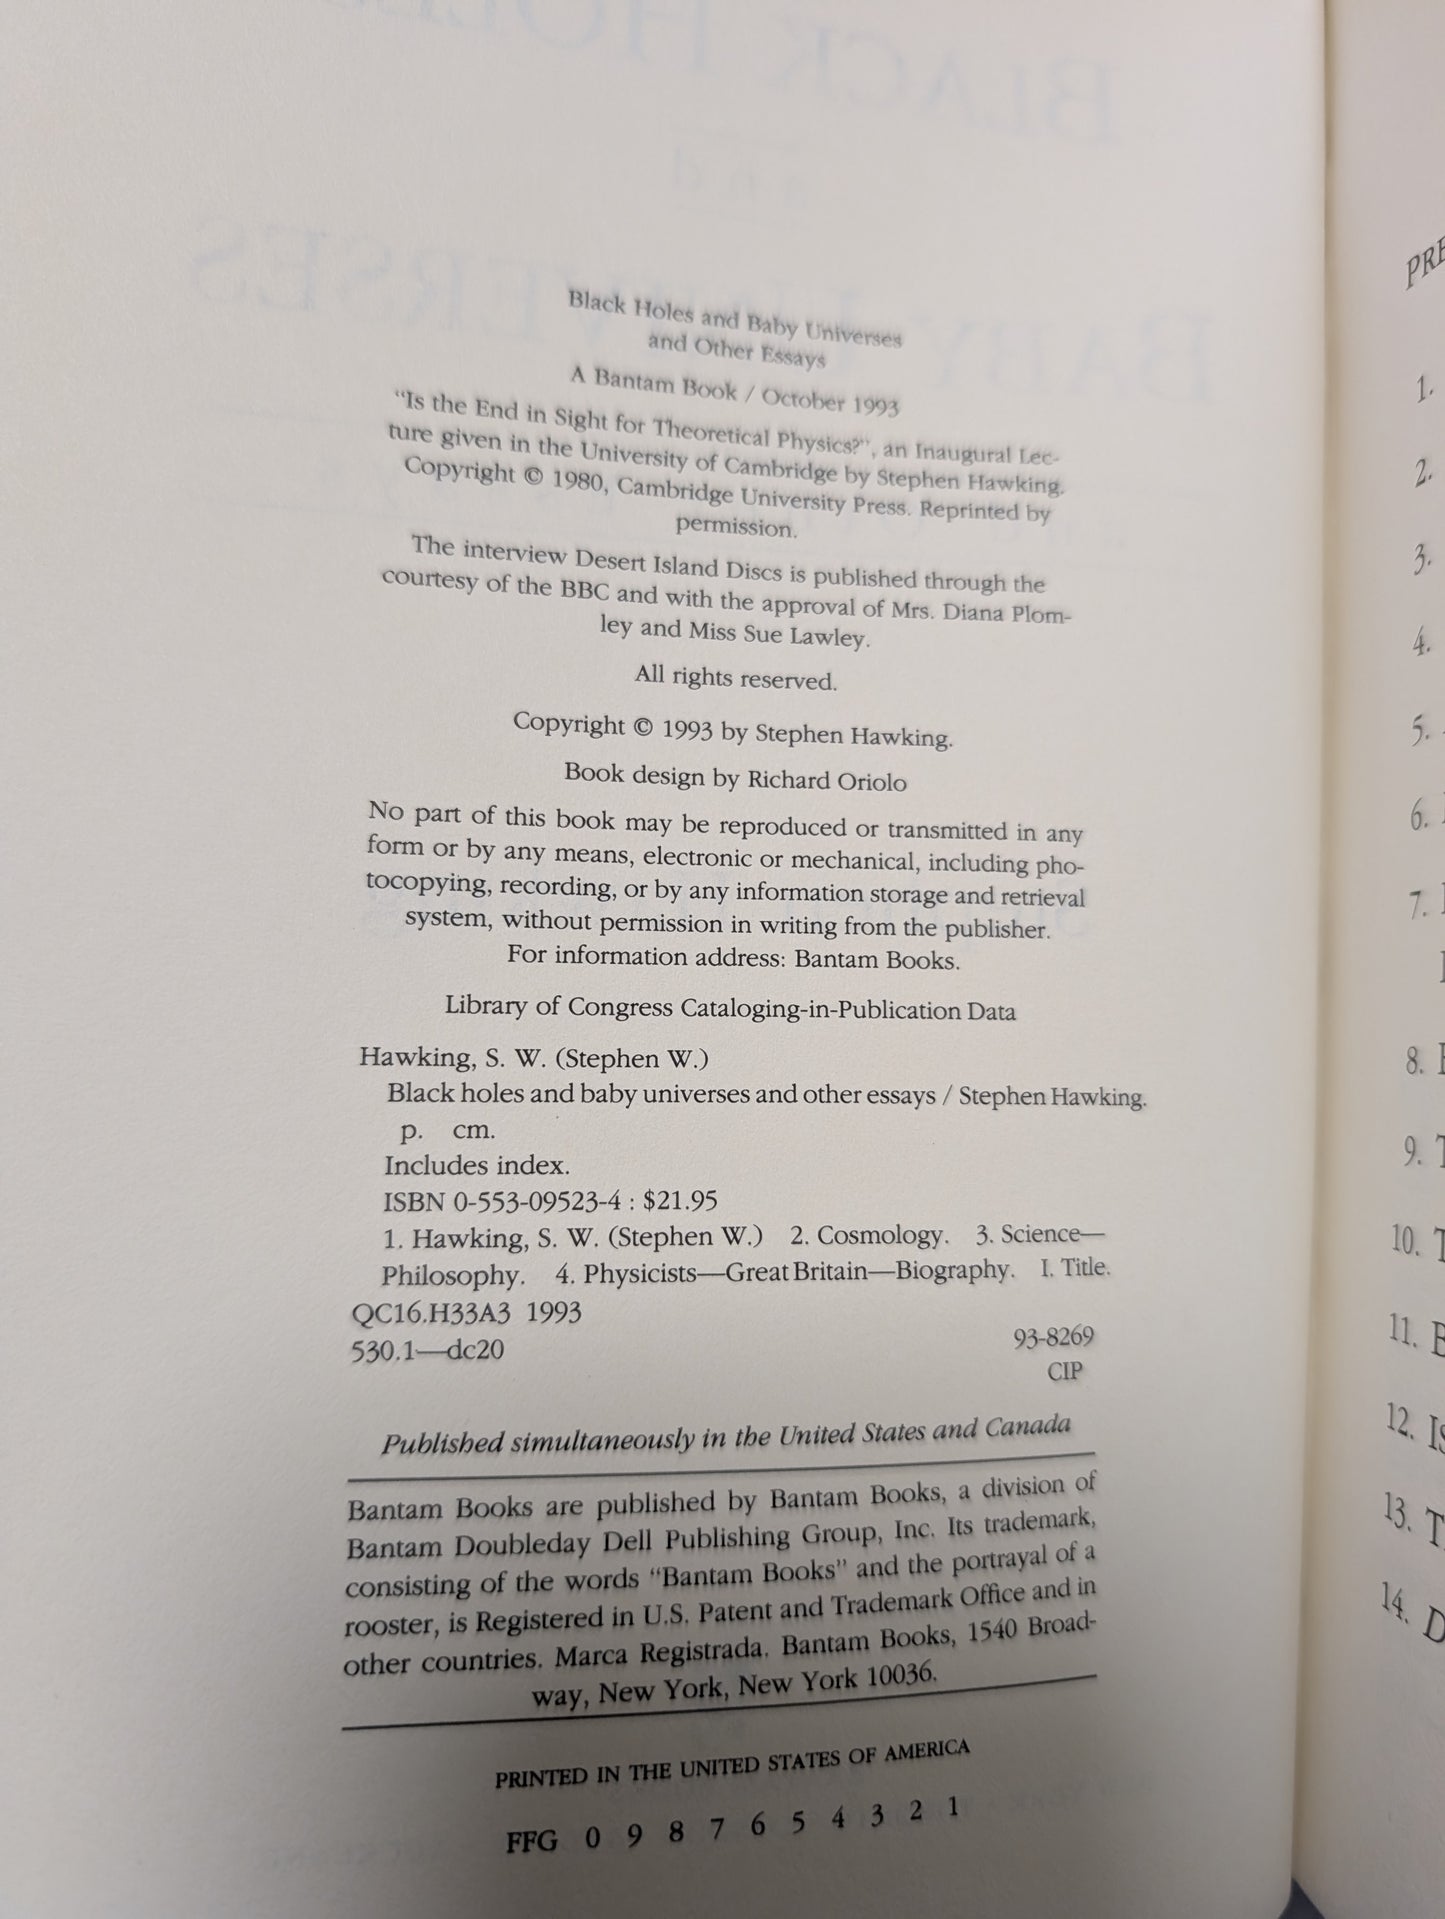 Black Holes and Baby Universes
and Other Essays
A Bantam Book / October 1993
“Is the End in Sight for Theoretical Physics?”, an Inaugural Lec-
ture given in the University of Cambridge by Stephen Hawking.
Copyright © 1980, Cambridge University Press. Reprinted by
permission.
The interview Desert Island Discs is published through the
courtesy of the BBC and with the approval of Mrs. Diana Plom-
ley and Miss Sue Lawley.
All rights reserved.
Copyright © 1993 by Stephen Hawking.
Book design by Richard Oriolo
No part of this book may be reproduced or transmitted in any
form or by any means, electronic or mechanical, including pho-
tocopying, recording, or by any information storage and retrieval
system, without permission in writing from the publisher.
For information address: Bantam Books.
Library of Congress Cataloging-in-Publication Data
Hawking, S. W. (Stephen W.)
Black holes and baby universes and other essays / Stephen Hawking.
p. cm.
Includes index.
ISBN 0-553-09523-4 : $21.95
1. Hawking, S. W. (Stephen W.) 2. Cosmology. 3. Science—
Philosophy. 4. Physicists—Great Britain—Biography. I. Title.
QC16.H33A3 1993
530.1—dc20
93-8269
CIP
Published simultaneously in the United States and Canada
Bantam Books are published by Bantam Books, a division of
Bantam Doubleday Dell Publishing Group, Inc. Its trademark,
consisting of the words “Bantam Books” and the portrayal of a
rooster, is Registered in U.S. Patent and Trademark Office and in
other countries. Marca Registrada. Bantam Books, 1540 Broad-
way, New York, New York 10036.
PRINTED IN THE UNITED STATES OF AMERICA
FFG 0 9 8 7 6 5 4 3 2 1
1.
2.
3.
4.
5.
6.
7.
8.
9.
10.
11.
12.
13.
14.